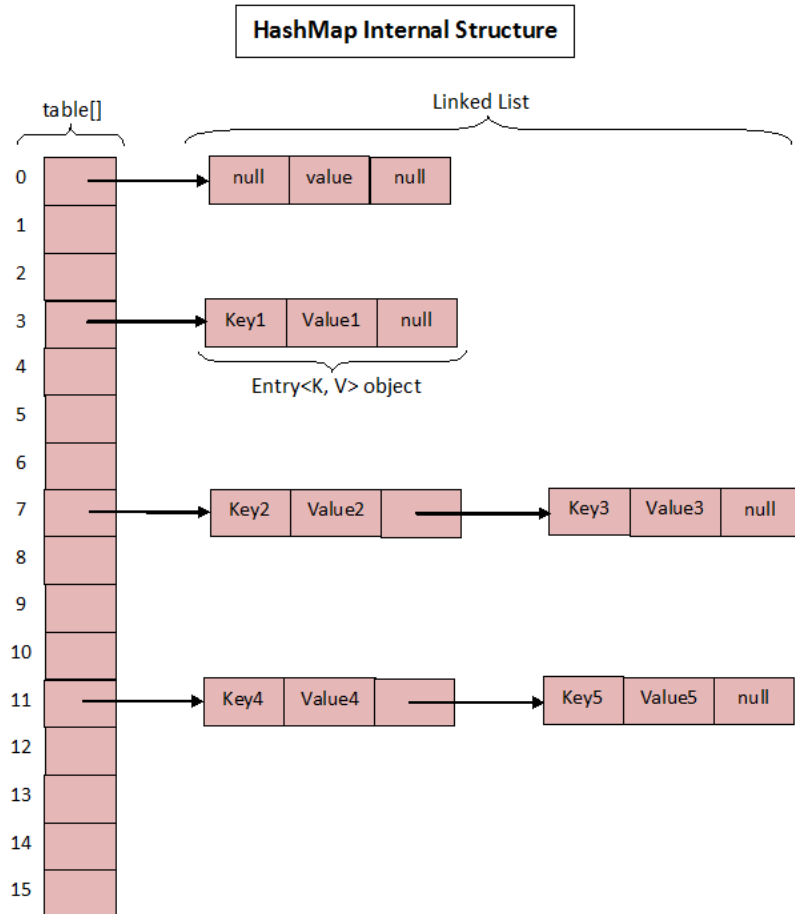 HashMap Internal Structure
table[]
Linked List
0
null value null
1
2
3
Key1 Value1 null
4
Entry<K, V> object
5
6
7
Key2 Value2
Key3 Value3 null
8
9
10
11
Key4 Value4
Key5 Value5 null
12
13
14
15